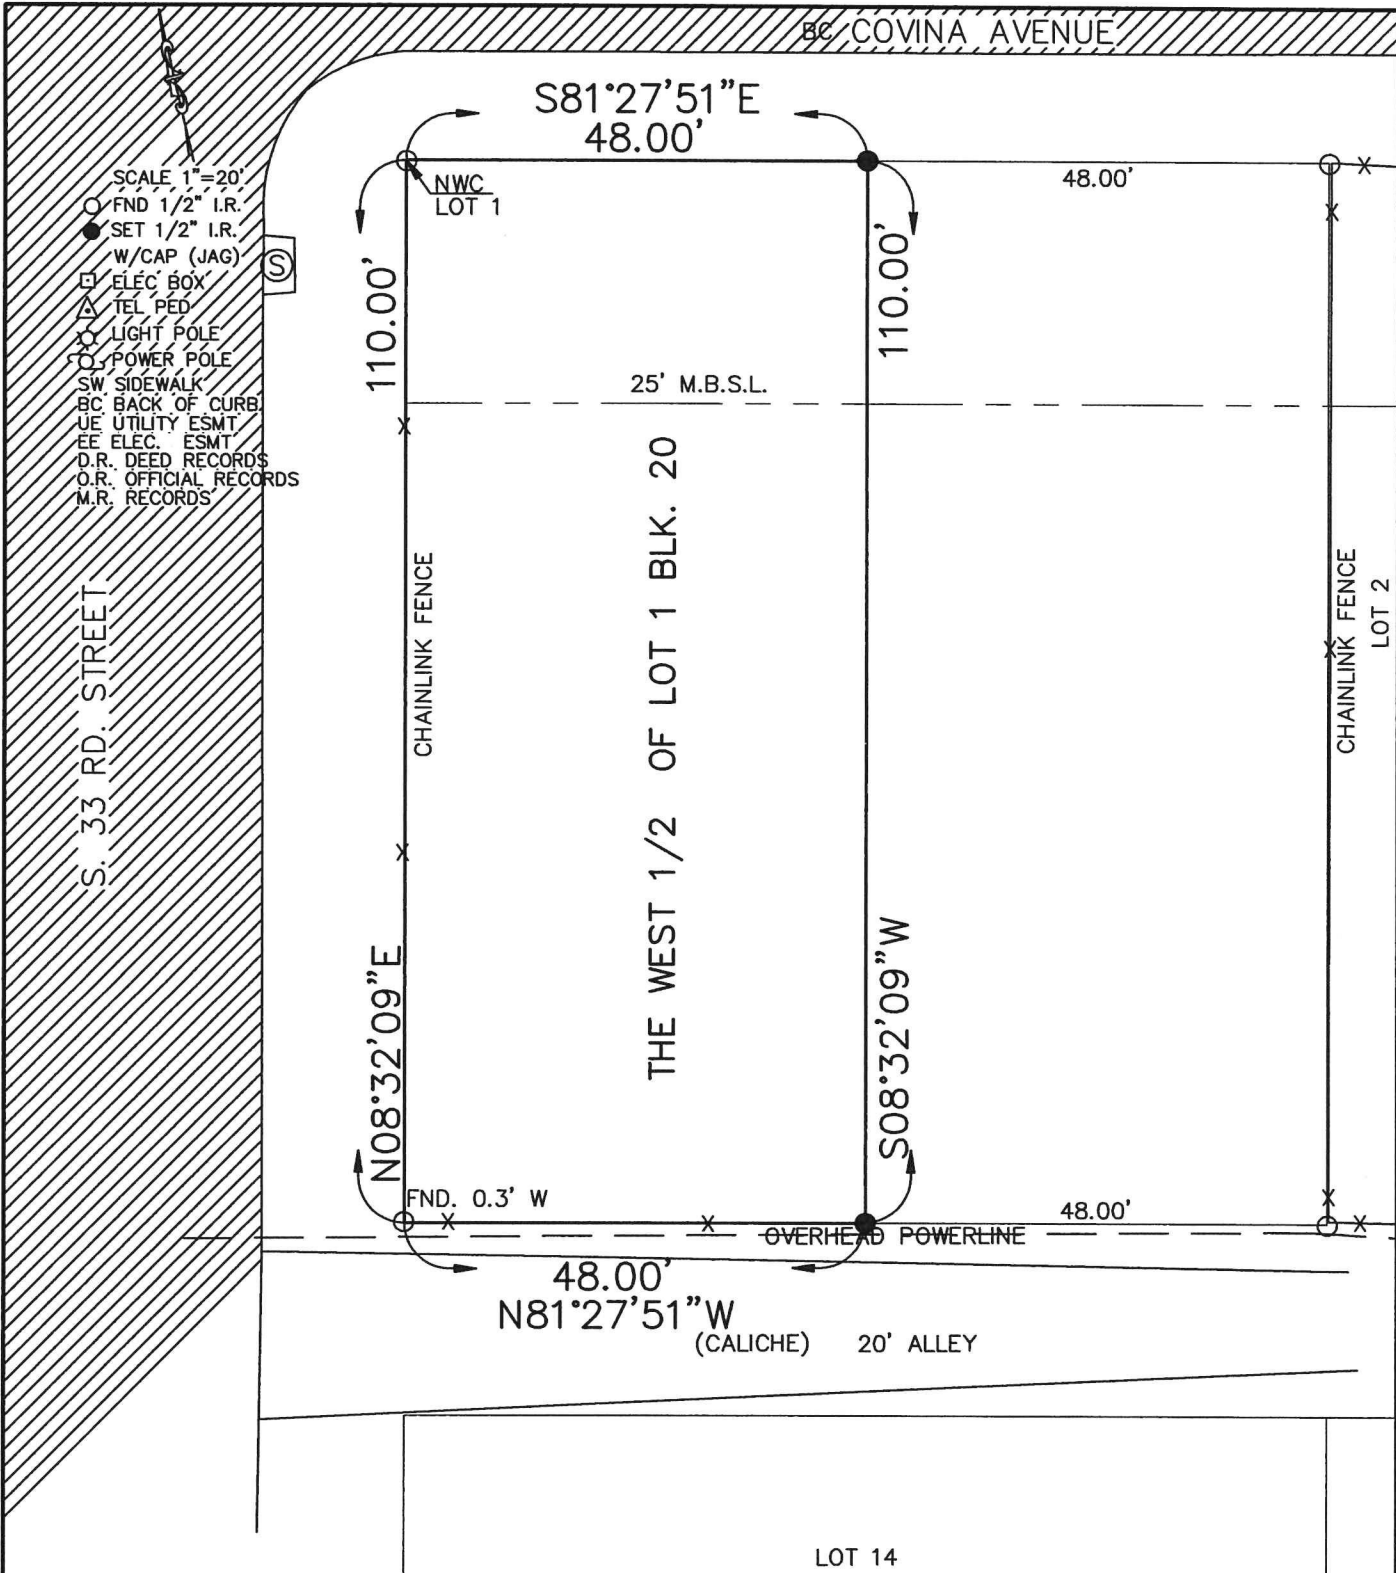 BC COVINA AVENUE
S81°27'51"E
48.00'
48.00'
NWC
LOT 1
SCALE 1"=20'
FND 1/2" I.R.
SET 1/2" I.R.
W/CAP (JAG)
ELEC BOX
TEL PED
LIGHT POLE
POWER POLE
SW SIDEWALK
BC BACK OF CURB
UE UTILITY ESMT
EE ELEC. ESMT
D.R. DEED RECORDS
O.R. OFFICIAL RECORDS
M.R. RECORDS
S
110.00'
110.00'
25' M.B.S.L.
THE WEST 1/2 OF LOT 1 BLK. 20
CHAINLINK FENCE
CHAINLINK FENCE
LOT 2
S. 33 RD. STREET
N08°32'09"E
S08°32'09"W
FND. 0.3' W
48.00'
OVERHEAD POWERLINE
48.00'
N81°27'51"W
(CALICHE) 20' ALLEY
LOT 14